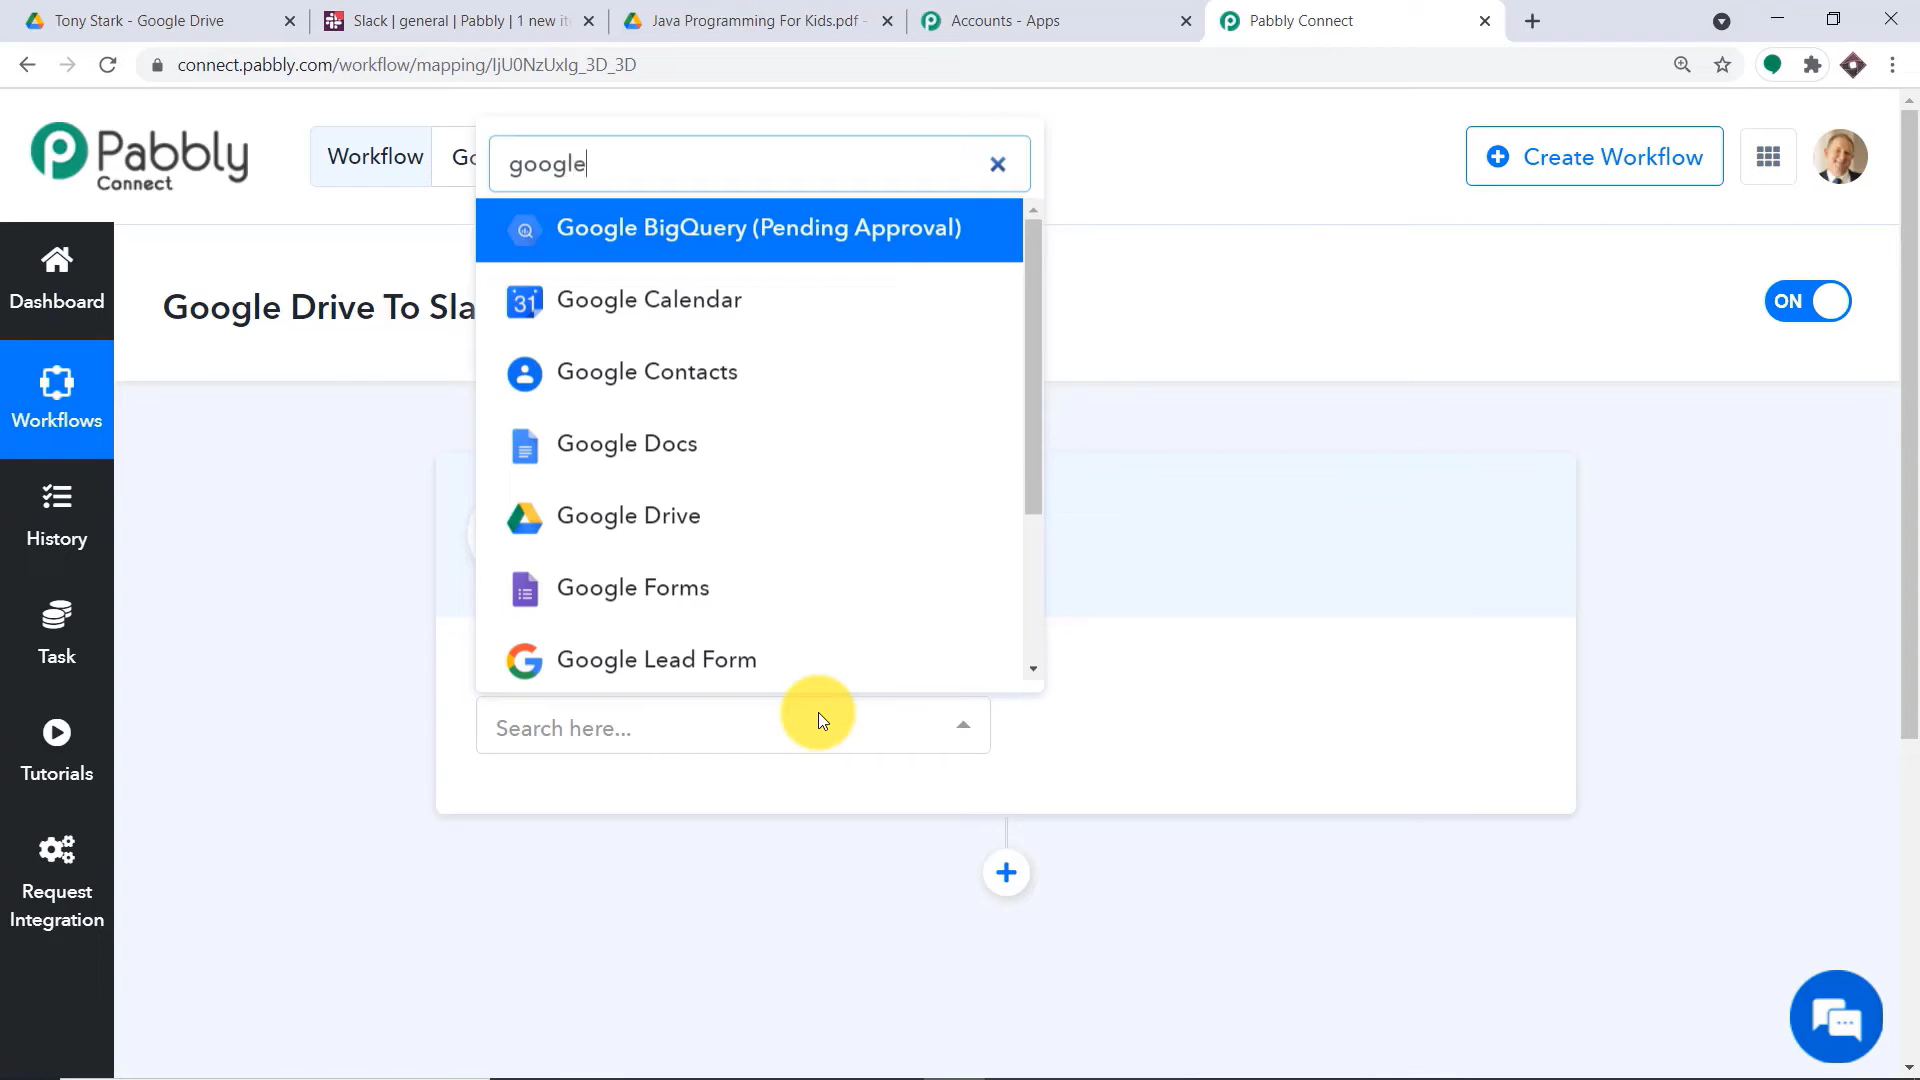 Tony Stark - Google Drive
Slack | general | Pabbly | 1 new it
Java Programming For Kids.pdf -
Accounts - Apps
Pabbly Connect
connect.pabbly.com/workflow/mapping/IjU0NzUxIg_3D_3D
Pabbly
Connect
Workflow
Go
google
Create Workflow
Google BigQuery (Pending Approval)
Dashboard
Google Drive To Sla
31
Google Calendar
ON
Google Contacts
Workflows
Google Docs
Google Drive
History
Google Forms
Task
Google Lead Form
Search here...
Tutorials
Request
Integration